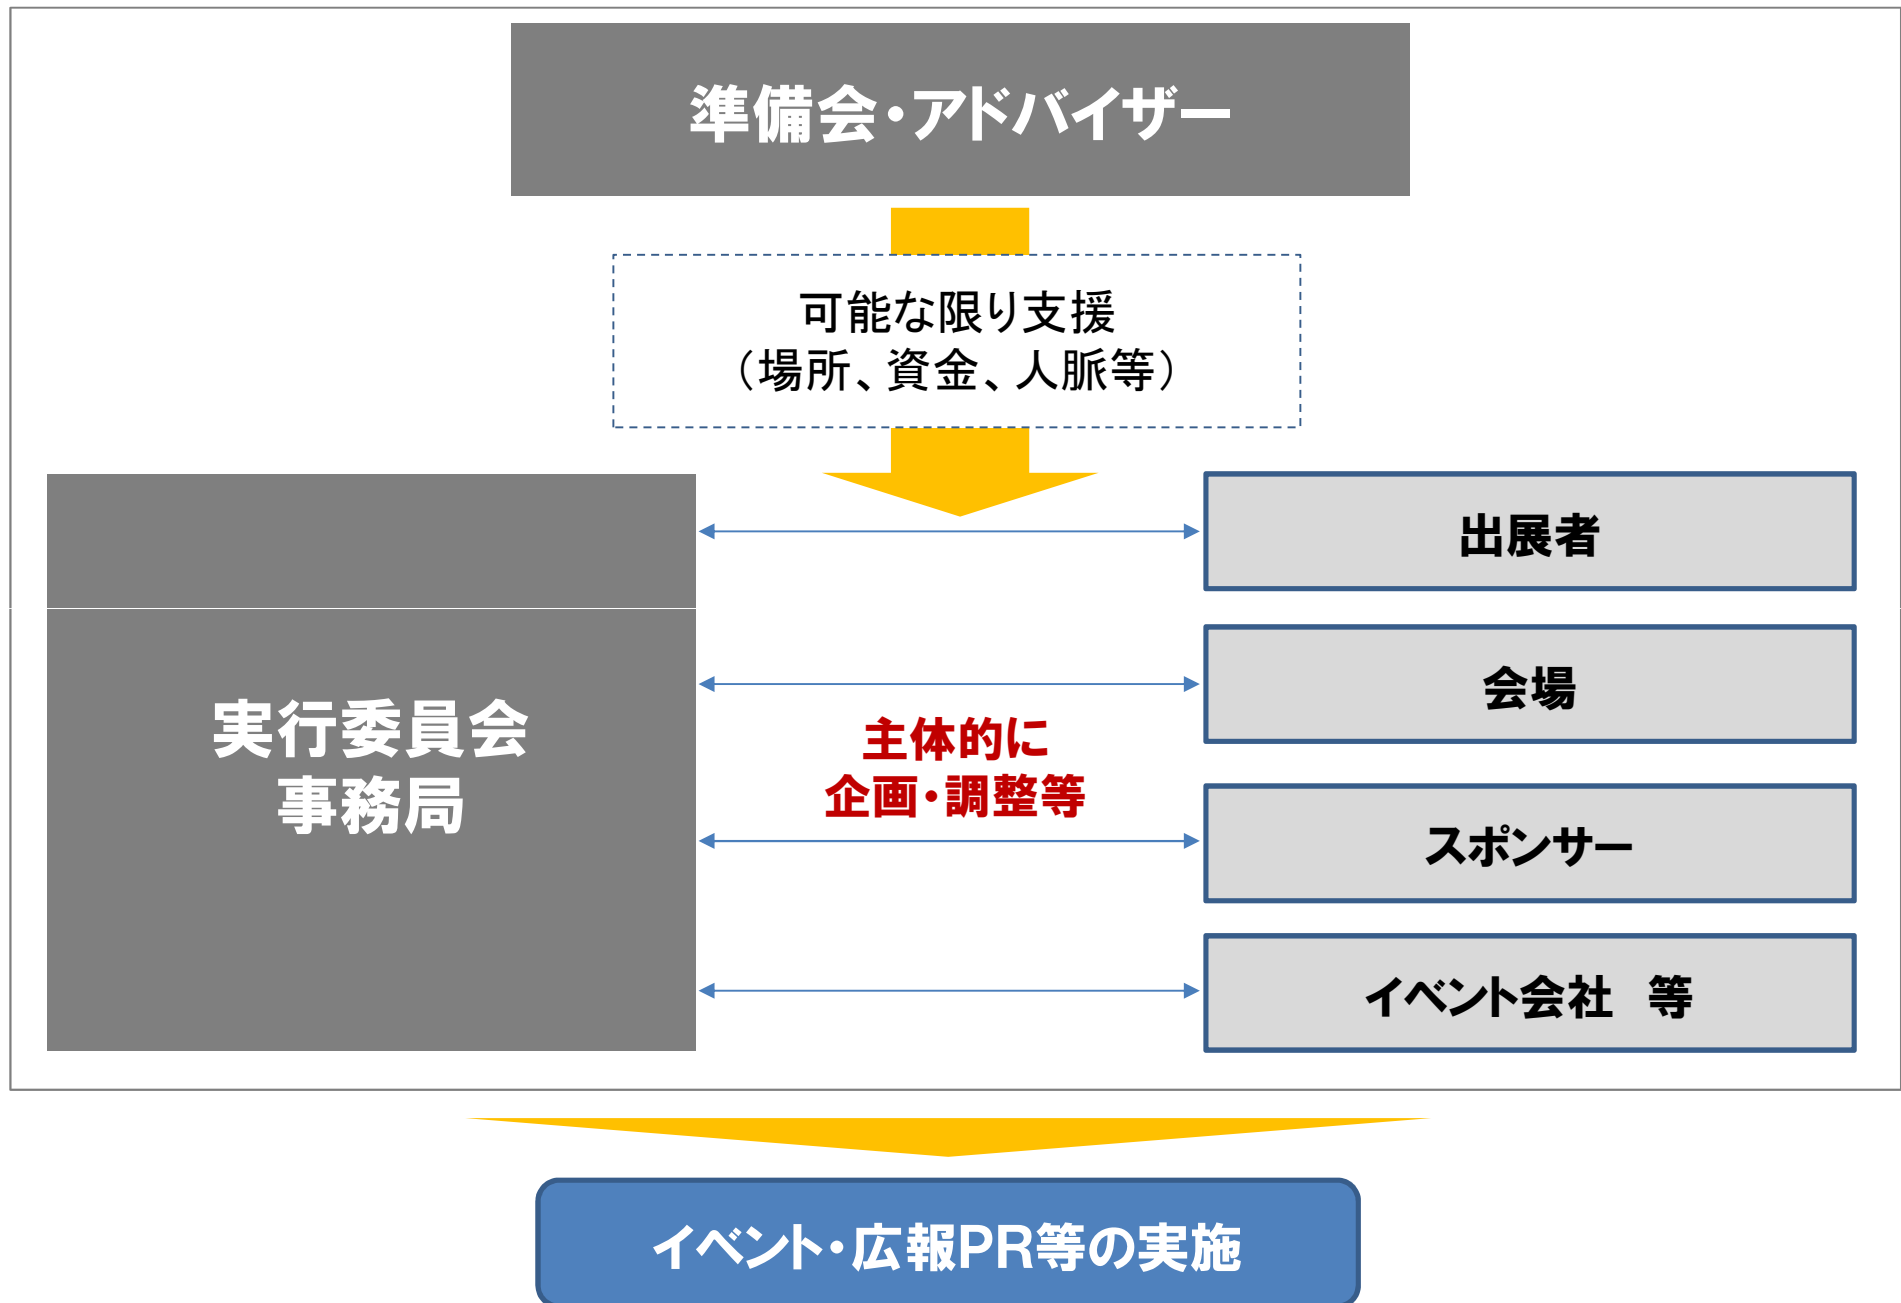 準備会・アドバイザー
可能な限り支援
（場所、資金、人脈等）
出展者
会場
実行委員会
事務局
主体的に
企画・調整等
スポンサー
イベント会社　等
イベント・広報PR等の実施